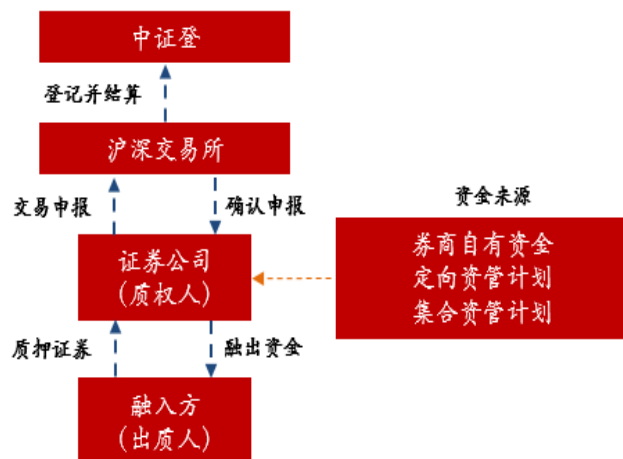 中证登
登记并结算
沪深交易所
交易申报
确认申报
资金来源
证券公司
(质权人)
券商自有资金
定向资管计划
集合资管计划
质押证券
融出资金
融入方
(出质人)